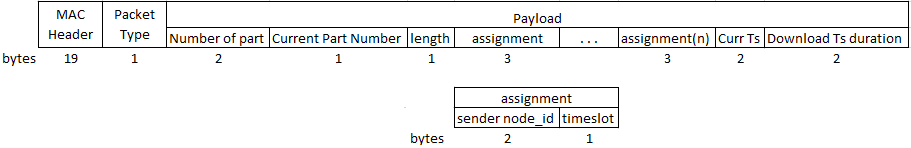 MAC Header
Packet Type
Payload
Number of part
Current Part Number
length
assignment
. . .
assignment(n)
Curr Ts
Download Ts duration
bytes 19 1 2 1 1 3 3 2 2
assignment
sender node_id
timeslot
bytes 2 1